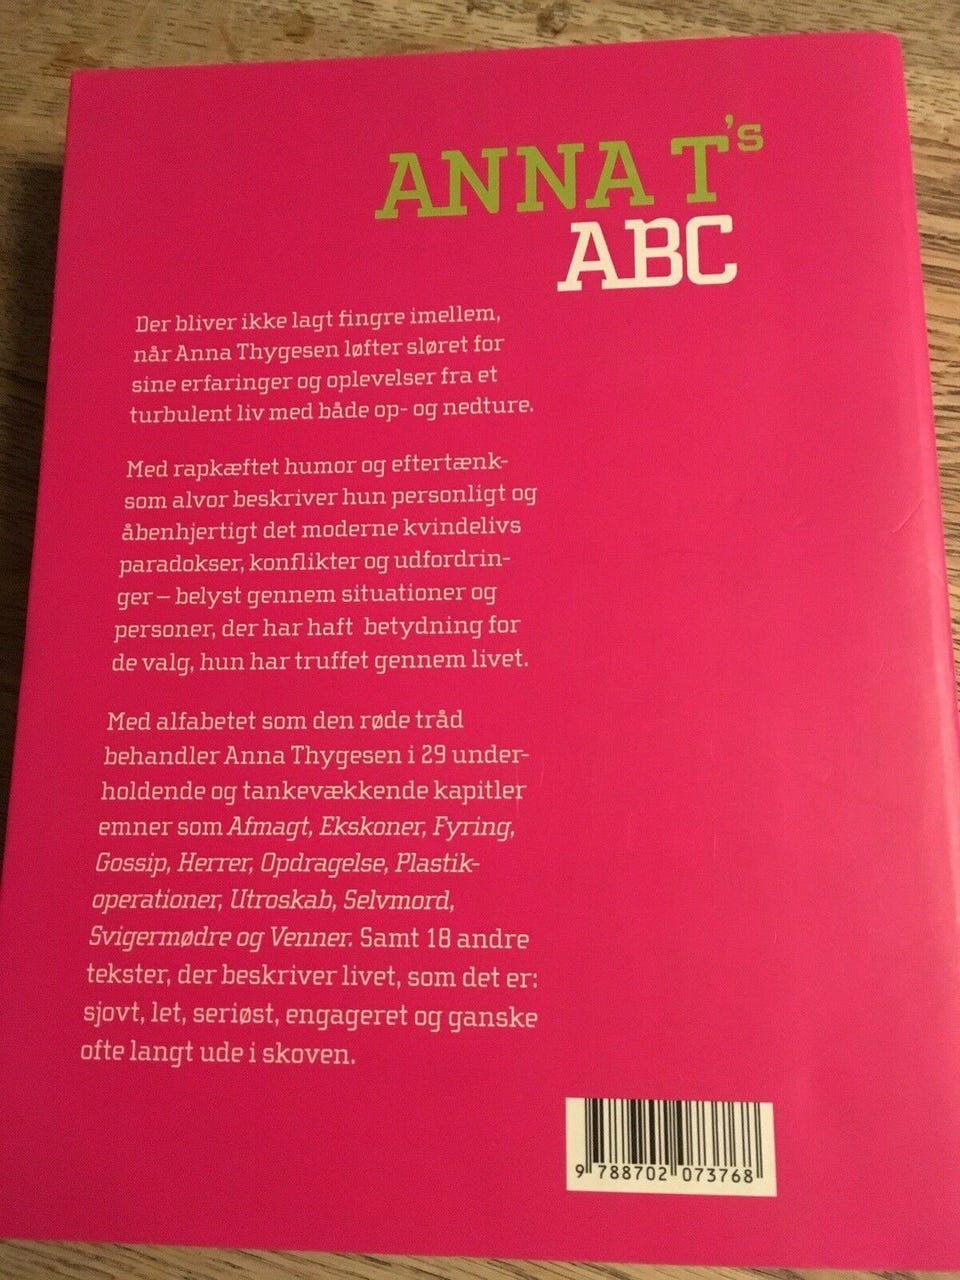 ANNA T's
ABC
Der bliver ikke lagt fingre imellem,
når Anna Thygesen løfter sløret for
sine erfaringer og oplevelser fra et
turbulent liv med både op- og nedture.
Med rapkæftet humor og eftertænk-
som alvor beskriver hun personligt og
åbenhjertigt det moderne kvindelivs
paradokser, konflikter og udfordrin-
ger – belyst gennem situationer og
personer, der har haft betydning for
de valg, hun har truffet gennem livet.
Med alfabetet som den røde tråd
behandler Anna Thygesen i 29 under-
holdende og tankevækkende kapitler
emner som Afmagt, Ekskoner, Fyring,
Gossip, Herrer, Opdragelse, Plastik-
operationer, Utroskab, Selvmord,
Svigermødre og Venner. Samt 18 andre
tekster, der beskriver livet, som det er:
sjovt, let, seriøst, engageret og ganske
ofte langt ude i skoven.
9 788702 073768